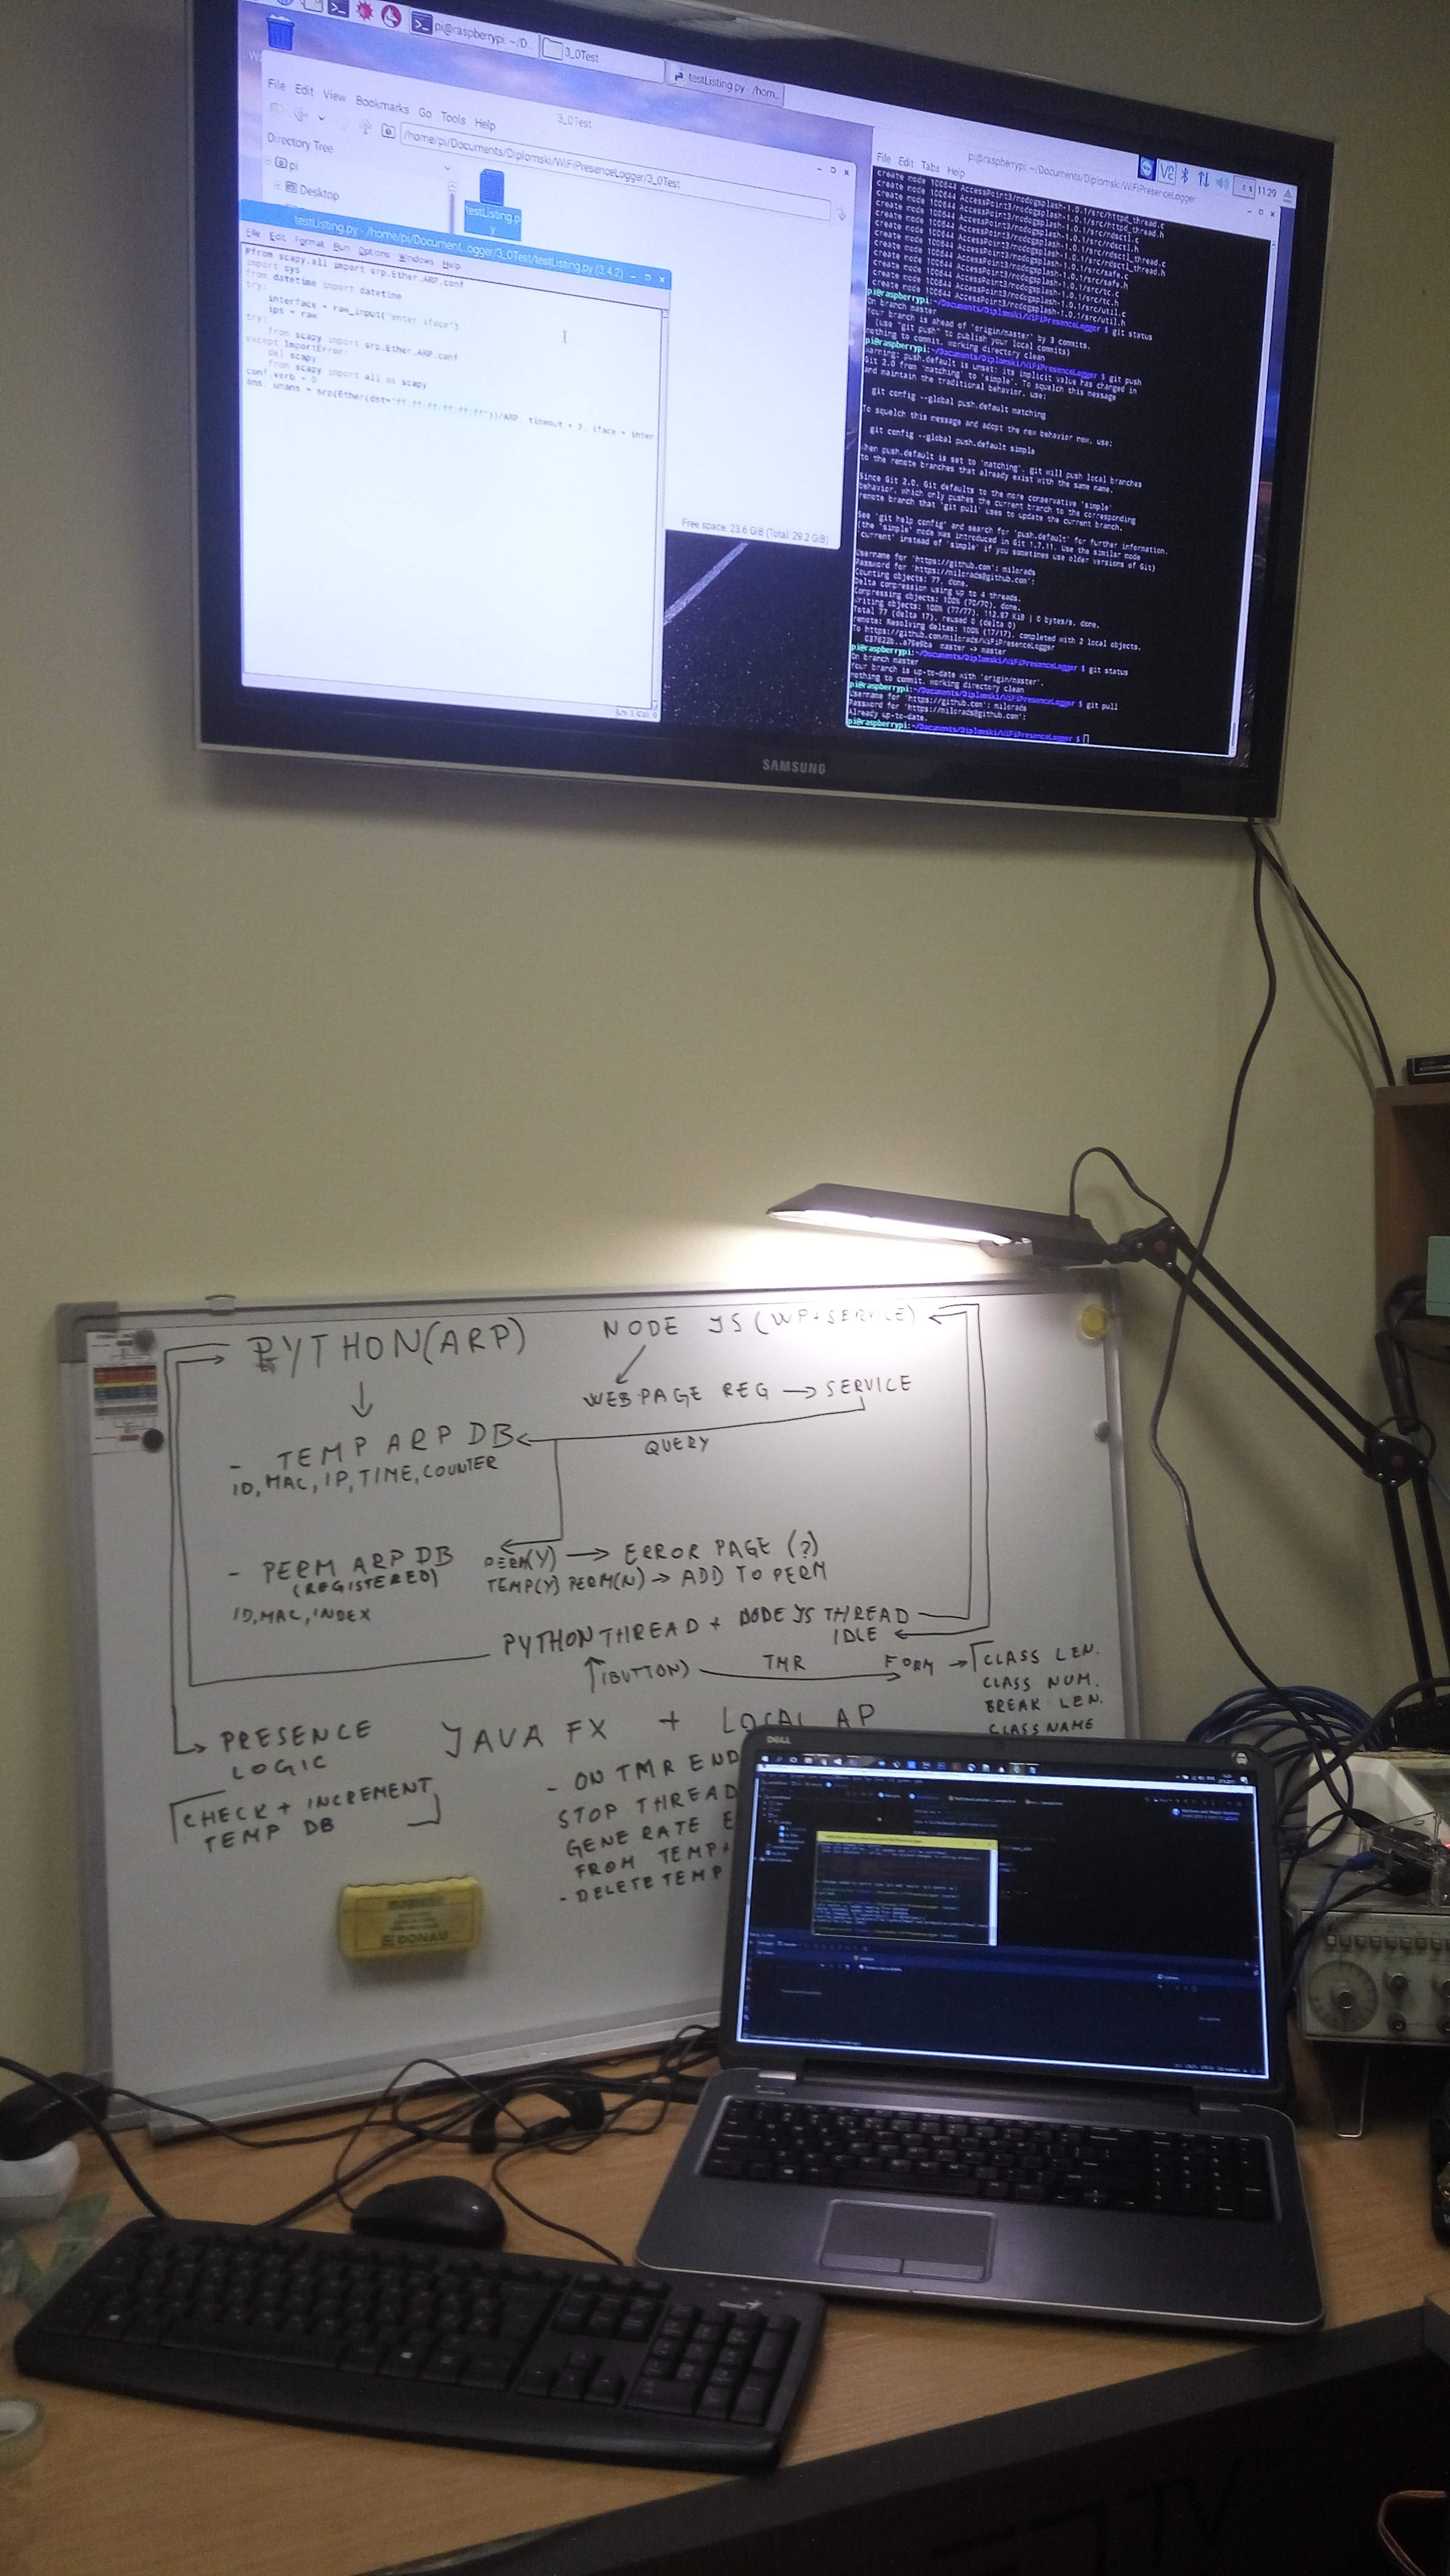 pi@raspberrypi: ~/D...
3_0Test
testListing.py - /hom...
3_0Test
File Edit View Bookmarks Go Tools Help
/home/pi/Documents/Diplomski/WiFiPresenceLogger/3_0Test
Directory Tree
pi
Desktop
testListing.p
y
Free space: 23.6 GiB (Total: 29.2 GiB)
testListing.py - /home/pi/Document...ogger/3_0Test/testListing.py (3.4.2)
File Edit Format Run Options Windows Help
#from scapy.all import srp,Ether,ARP,conf
import sys
from datetime import datetime
try:
interface = raw_input("enter iface")
ips = raw
try:
from scapy import srp,Ether,ARP,conf
except ImportError:
del scapy
from scapy import all as scapy
conf.verb = 0
ans, unans = srp(Ether(dst="ff:ff:ff:ff:ff:ff")/ARP, timeout = 2, iface = inter
Ln: 1 Col: 0
11:29
pi@raspberrypi: ~/Documents/Diplomski/WiFiPresenceLogger
File Edit Tabs Help
create mode 100644 AccessPoint3/nodogsplash-1.0.1/src/httpd_thread.c
create mode 100644 AccessPoint3/nodogsplash-1.0.1/src/httpd_thread.h
create mode 100644 AccessPoint3/nodogsplash-1.0.1/src/ndsctl.c
create mode 100644 AccessPoint3/nodogsplash-1.0.1/src/ndsctl.h
create mode 100644 AccessPoint3/nodogsplash-1.0.1/src/ndsctl_thread.c
create mode 100644 AccessPoint3/nodogsplash-1.0.1/src/ndsctl_thread.h
create mode 100644 AccessPoint3/nodogsplash-1.0.1/src/safe.c
create mode 100644 AccessPoint3/nodogsplash-1.0.1/src/safe.h
create mode 100644 AccessPoint3/nodogsplash-1.0.1/src/tc.c
create mode 100644 AccessPoint3/nodogsplash-1.0.1/src/tc.h
create mode 100644 AccessPoint3/nodogsplash-1.0.1/src/util.c
create mode 100644 AccessPoint3/nodogsplash-1.0.1/src/util.h
pi@raspberrypi:~/Documents/Diplomski/WiFiPresenceLogger $ git status
On branch master
Your branch is ahead of 'origin/master' by 3 commits.
(use "git push" to publish your local commits)
nothing to commit, working directory clean
pi@raspberrypi:~/Documents/Diplomski/WiFiPresenceLogger $ git push
warning: push.default is unset; its implicit value has changed in
Git 2.0 from 'matching' to 'simple'. To squelch this message
and maintain the traditional behavior, use:
git config --global push.default matching
To squelch this message and adopt the new behavior now, use:
git config --global push.default simple
When push.default is set to 'matching', git will push local branches
to the remote branches that already exist with the same name.
Since Git 2.0, Git defaults to the more conservative 'simple'
behavior, which only pushes the current branch to the corresponding
remote branch that 'git pull' uses to update the current branch.
See 'git help config' and search for 'push.default' for further information.
(the 'simple' mode was introduced in Git 1.7.11. Use the similar mode
'current' instead of 'simple' if you sometimes use older versions of Git)
Username for 'https://github.com': milorads
Password for 'https://milorads@github.com':
Counting objects: 77, done.
Delta compression using up to 4 threads.
Compressing objects: 100% (70/70), done.
Writing objects: 100% (77/77), 112.87 KiB | 0 bytes/s, done.
Total 77 (delta 17), reused 0 (delta 0)
remote: Resolving deltas: 100% (17/17), completed with 2 local objects.
To https://github.com/milorads/WiFiPresenceLogger
master -> master
pi@raspberrypi:~/Documents/Diplomski/WiFiPresenceLogger $ git status
On branch master
Your branch is up-to-date with 'origin/master'.
nothing to commit, working directory clean
pi@raspberrypi:~/Documents/Diplomski/WiFiPresenceLogger $ git pull
Username for 'https://github.com': milorads
Password for 'https://milorads@github.com':
Already up-to-date.
pi@raspberrypi:~/Documents/Diplomski/WiFiPresenceLogger $
SAMSUNG
PYTHON(ARP)
NODE JS (WP+SERVICE)
WEB PAGE REG → SERVICE
- TEMP ARP DB
QUERY
ID, MAC, IP, TIME, COUNTER
- PERM ARP DB
(REGISTERED)
ID, MAC, INDEX
PERM(Y) → ERROR PAGE (?)
TEMP(Y) PERM(N) → ADD TO PERM
PYTHON THREAD + NODE JS THREAD
IDLE
(BUTTON) TMR FORM →
CLASS LEN.
CLASS NUM.
BREAK LEN.
CLASS NAME
PRESENCE
LOGIC
CHECK + INCREMENT
TEMP DB
JAVA FX + LOCAL AP
- ON TMR END
STOP THREAD
GENERATE E
FROM TEMP
- DELETE TEMP
DONAU
DELL